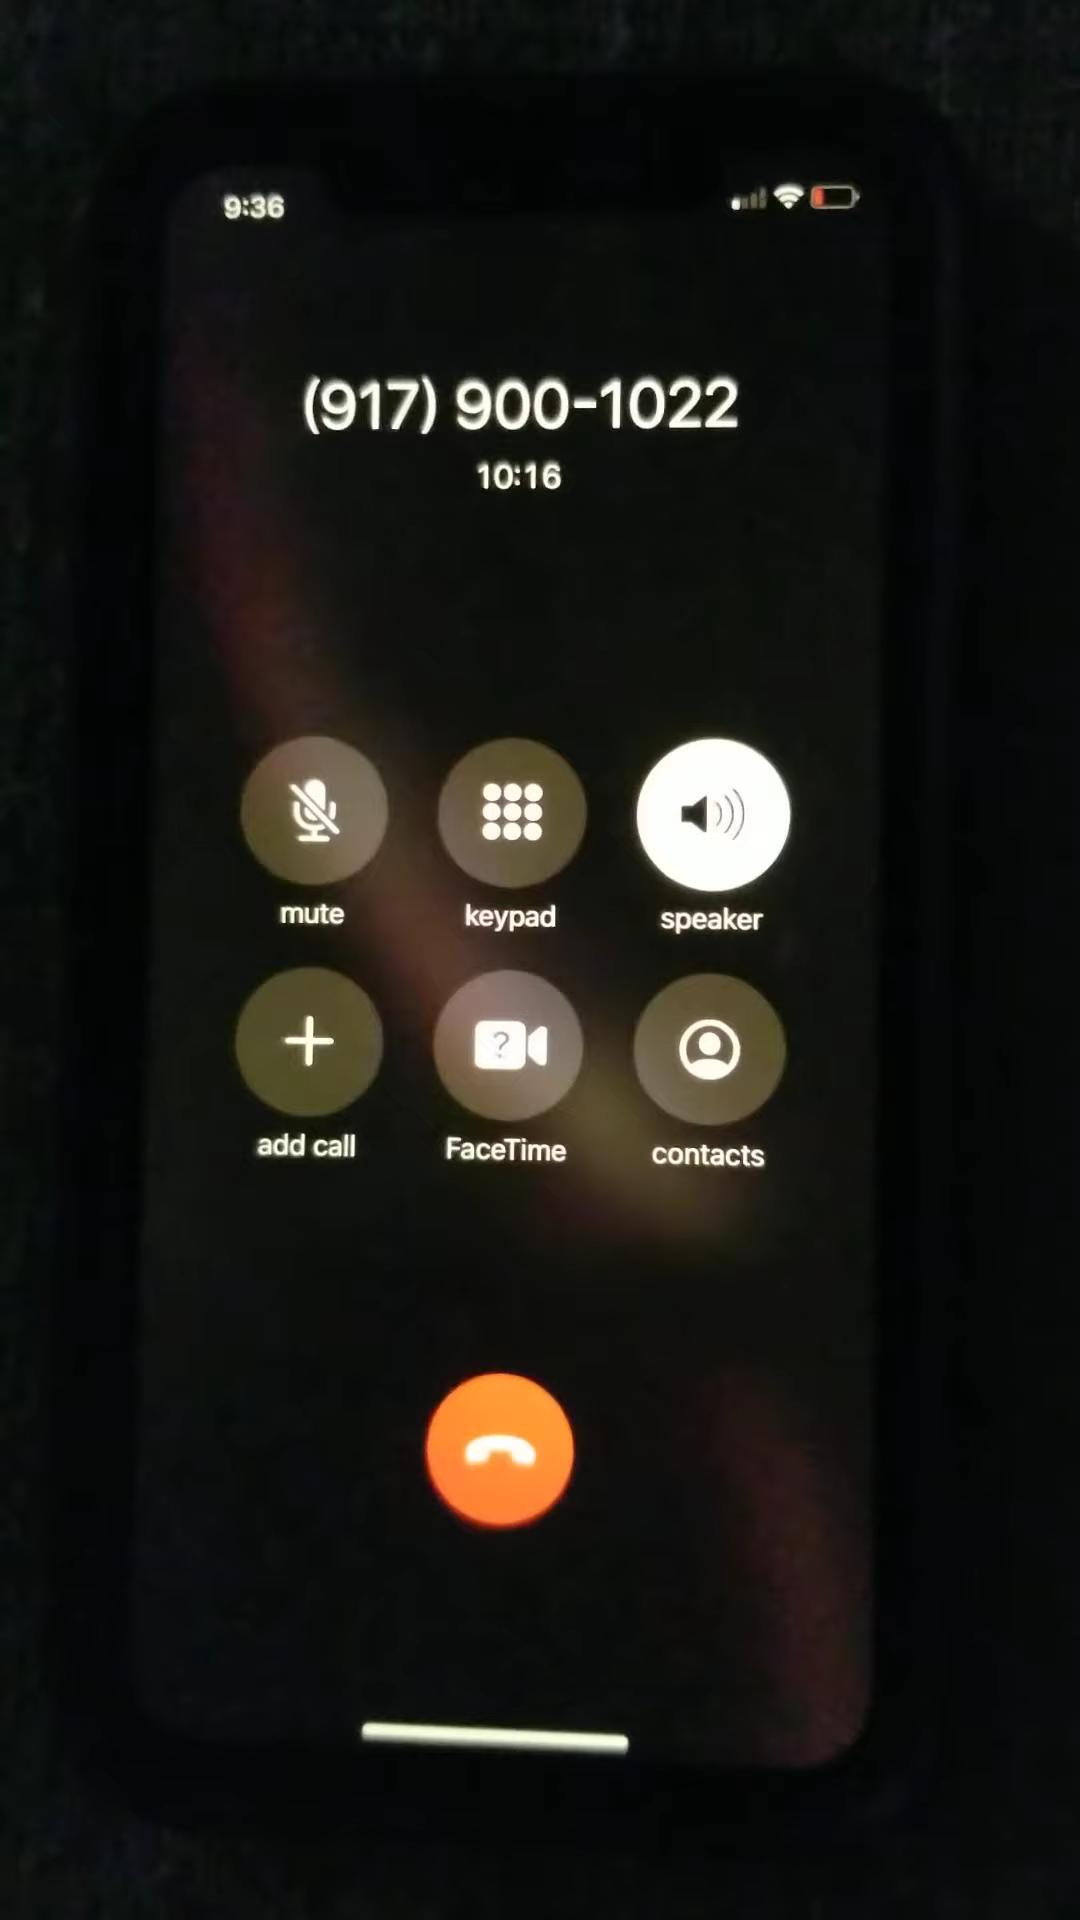 9:36
(917) 900-1022
10:16
mute keypad speaker
?
add call FaceTime contacts